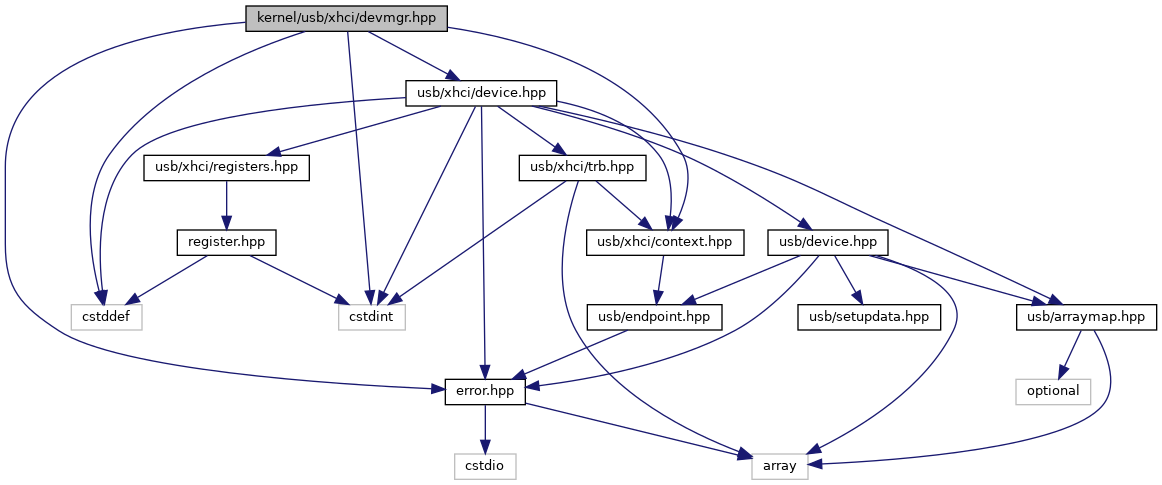 kernel/usb/xhci/devmgr.hpp
usb/xhci/device.hpp
usb/xhci/registers.hpp
usb/xhci/trb.hpp
register.hpp
usb/xhci/context.hpp
usb/device.hpp
cstddef
cstdint
usb/endpoint.hpp
usb/setupdata.hpp
usb/arraymap.hpp
error.hpp
optional
cstdio
array